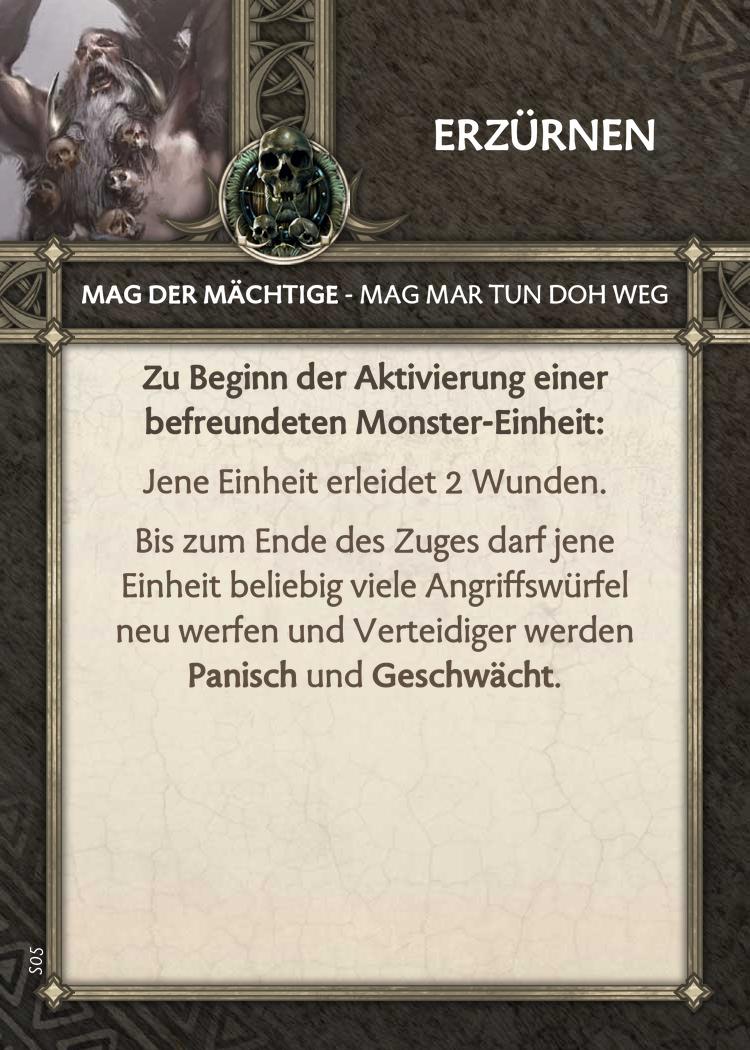 ERZÜRNEN
MAG DER MÄCHTIGE - MAG MAR TUN DOH WEG
Zu Beginn der Aktivierung einer
befreundeten Monster-Einheit:
Jene Einheit erleidet 2 Wunden.
Bis zum Ende des Zuges darf jene
Einheit beliebig viele Angriffswürfel
neu werfen und Verteidiger werden
Panisch und Geschwächt.
S05